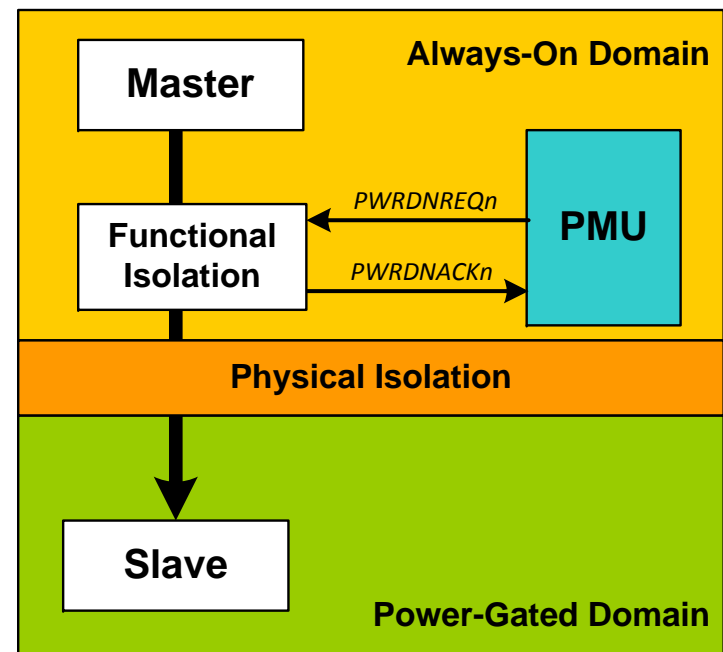 Always-On Domain
Master
PWRDNREQn
Functional
Isolation
PMU
PWRDNACKn
Physical Isolation
Slave
Power-Gated Domain